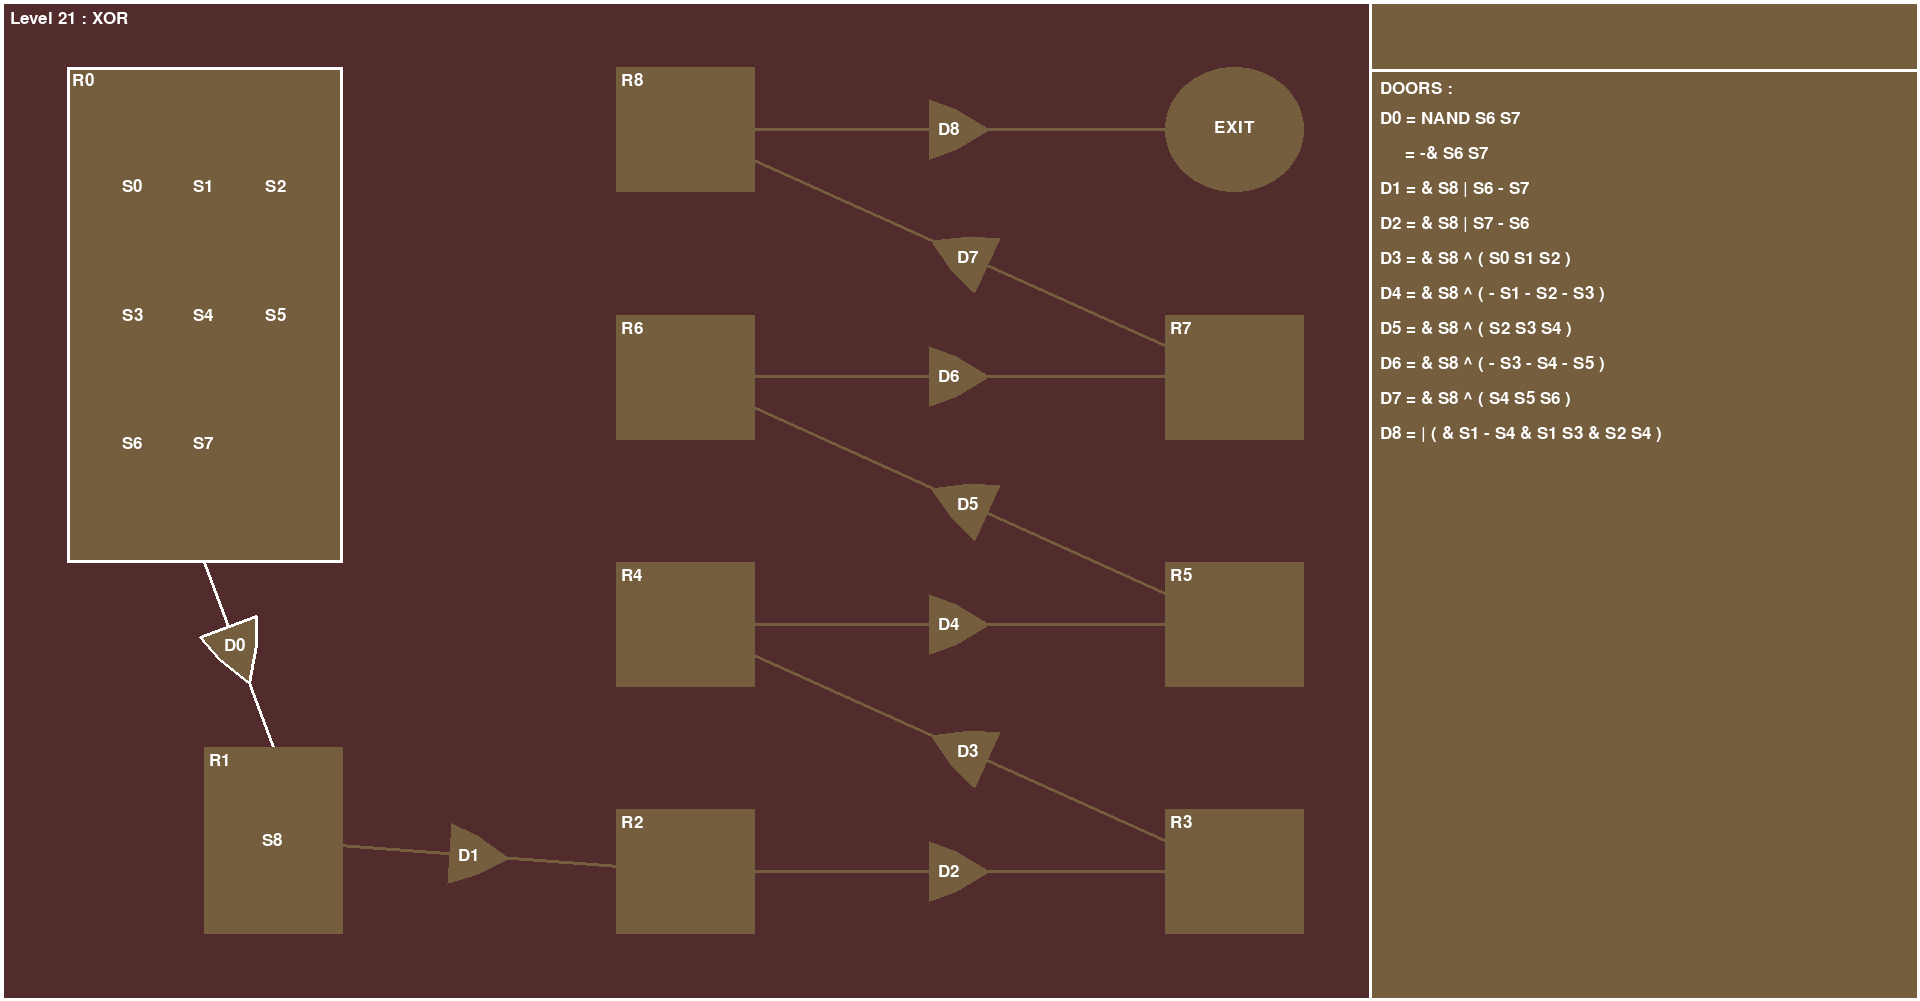 Level 21 : XOR
R0
S0 S1 S2
S3 S4 S5
S6 S7
D0
R1
S8
D1
R8
D8
EXIT
D7
R6
D6
R7
D5
R4
D4
R5
D3
R2
D2
R3
DOORS :
D0 = NAND S6 S7
= -& S6 S7
D1 = & S8 | S6 - S7
D2 = & S8 | S7 - S6
D3 = & S8 ^ ( S0 S1 S2 )
D4 = & S8 ^ ( - S1 - S2 - S3 )
D5 = & S8 ^ ( S2 S3 S4 )
D6 = & S8 ^ ( - S3 - S4 - S5 )
D7 = & S8 ^ ( S4 S5 S6 )
D8 = | ( & S1 - S4 & S1 S3 & S2 S4 )